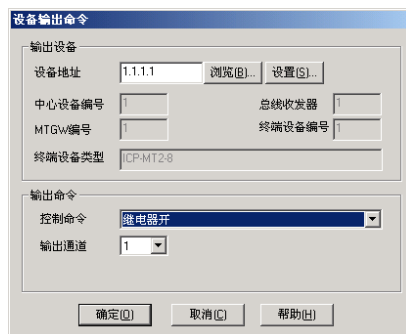 设备输出命令
输出设备
设备地址 1.1.1.1 浏览(B)... 设置(S)...
中心设备编号 1 总线收发器 1
MTGW编号 1 终端设备编号 1
终端设备类型 ICP-MT2-8
输出命令
控制命令 继电器开
输出通道 1
确定(O) 取消(C) 帮助(H)